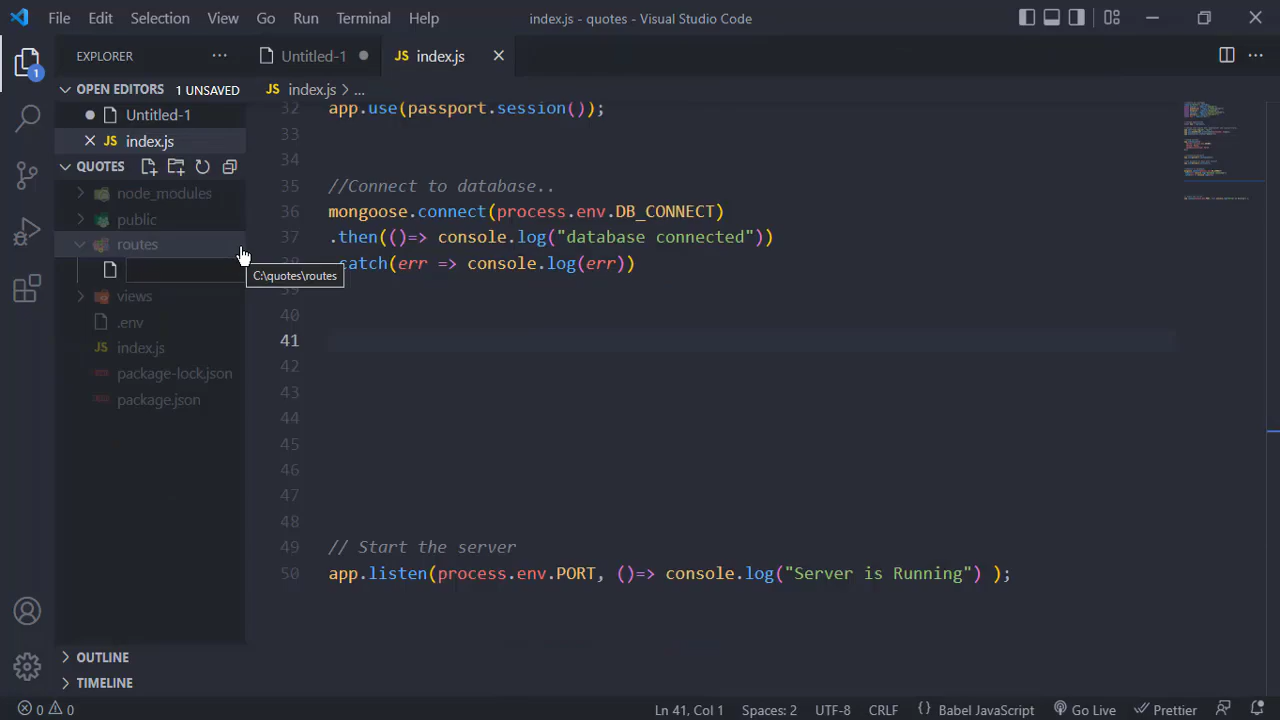 File Edit Selection View Go Run Terminal Help index.js - quotes - Visual Studio Code
EXPLORER
Untitled-1
JS index.js
1
OPEN EDITORS 1 UNSAVED
JS index.js > ...
Untitled-1
JS index.js
QUOTES
node_modules
public
routes
C:\quotes\routes
views
.env
JS index.js
package-lock.json
package.json
OUTLINE
TIMELINE
32 app.use(passport.session());
33
34
35 //Connect to database..
36 mongoose.connect(process.env.DB_CONNECT)
37 .then(()=> console.log("database connected"))
38 .catch(err => console.log(err))
39
40
41
42
43
44
45
46
47
48
49 // Start the server
50 app.listen(process.env.PORT, ()=> console.log("Server is Running") );
0 0 Ln 41, Col 1 Spaces: 2 UTF-8 CRLF { } Babel JavaScript Go Live Prettier